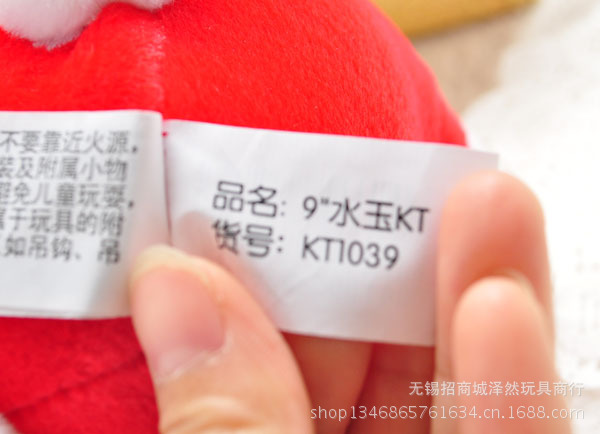 不要靠近火源。
装及附属小物
避免儿童玩耍。
属于玩具的附
如吊钩、吊
品名: 9"水玉KT
货号: KT1039
无锡招商城泽然玩具商行
shop1346865761634.cn.1688.com